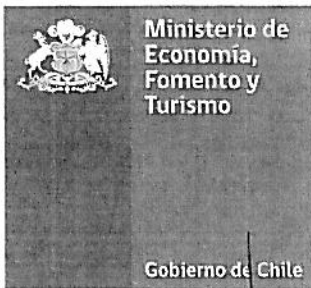 Ministerio de
Economía,
Fomento y
Turismo
Gobierno de Chile